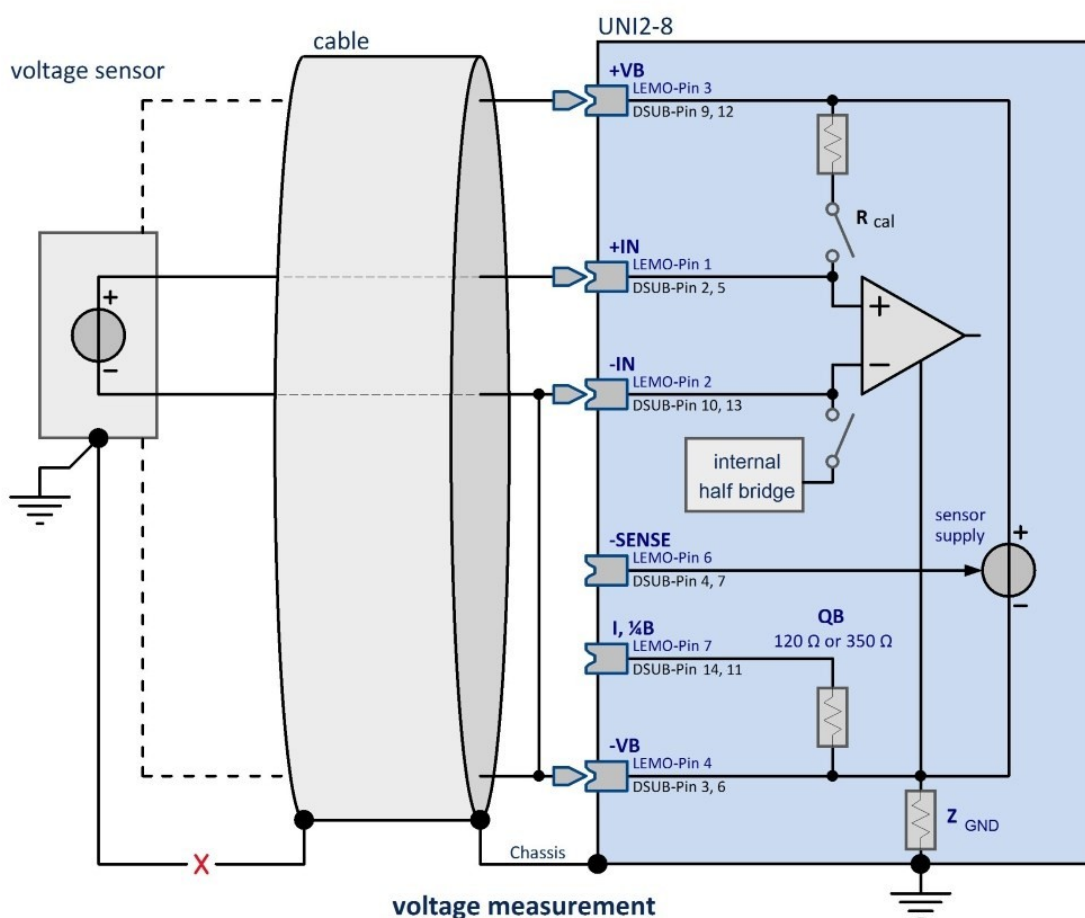 UNI2-8
cable
voltage sensor
+VB
LEMO-Pin 3
DSUB-Pin 9, 12
R cal
+IN
LEMO-Pin 1
DSUB-Pin 2, 5
+
+
-
-
-IN
LEMO-Pin 2
DSUB-Pin 10, 13
internal
half bridge
-SENSE
LEMO-Pin 6
DSUB-Pin 4, 7
sensor
supply
+
-
I, ¼B
LEMO-Pin 7
DSUB-Pin 14, 11
QB
120 Ω or 350 Ω
-VB
LEMO-Pin 4
DSUB-Pin 3, 6
Z GND
X
Chassis
voltage measurement